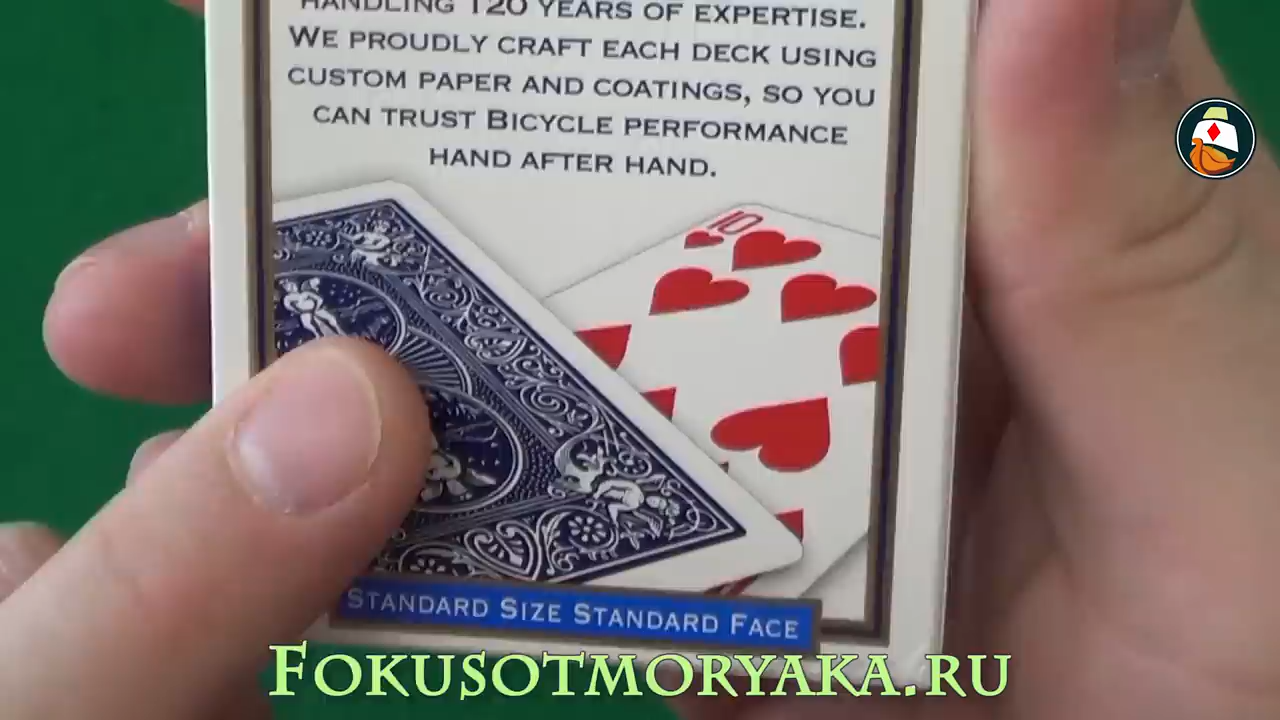 HANDLING 120 YEARS OF EXPERTISE.
WE PROUDLY CRAFT EACH DECK USING
CUSTOM PAPER AND COATINGS, SO YOU
CAN TRUST BICYCLE PERFORMANCE
HAND AFTER HAND.
10
STANDARD SIZE STANDARD FACE
FOKUSOTMORYAKA.RU